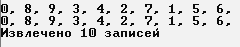 0, 8, 9, 3, 4, 2, 7, 1, 5, 6,
0, 8, 9, 3, 4, 2, 7, 1, 5, 6,
Извлечено 10 записей